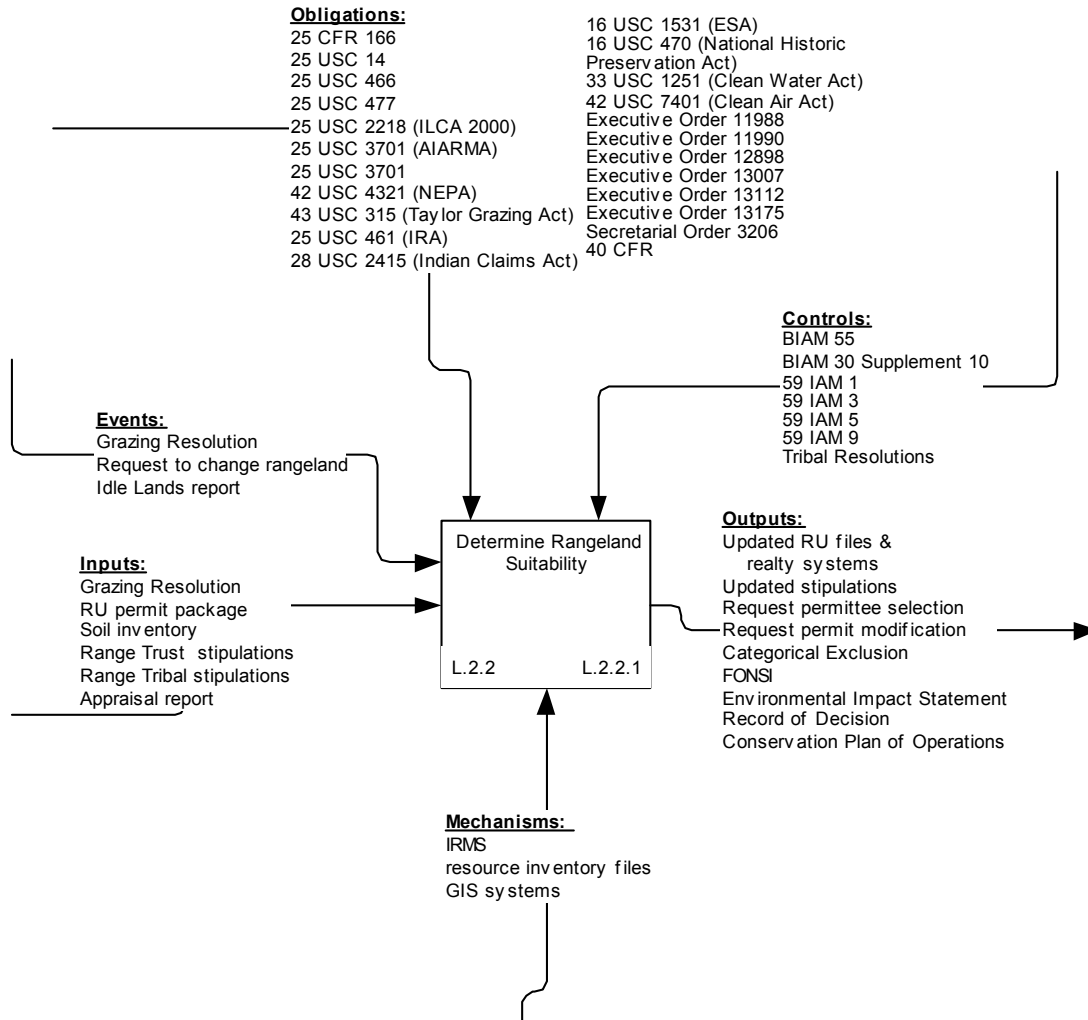 Obligations:
25 CFR 166
25 USC 14
25 USC 466
25 USC 477
25 USC 2218 (ILCA 2000)
25 USC 3701 (AIARMA)
25 USC 3701
42 USC 4321 (NEPA)
43 USC 315 (Taylor Grazing Act)
25 USC 461 (IRA)
28 USC 2415 (Indian Claims Act)
16 USC 1531 (ESA)
16 USC 470 (National Historic
Preservation Act)
33 USC 1251 (Clean Water Act)
42 USC 7401 (Clean Air Act)
Executive Order 11988
Executive Order 11990
Executive Order 12898
Executive Order 13007
Executive Order 13112
Executive Order 13175
Secretarial Order 3206
40 CFR
Controls:
BIAM 55
BIAM 30 Supplement 10
59 IAM 1
59 IAM 3
59 IAM 5
59 IAM 9
Tribal Resolutions
Events:
Grazing Resolution
Request to change rangeland
Idle Lands report
Inputs:
Grazing Resolution
RU permit package
Soil inventory
Range Trust stipulations
Range Tribal stipulations
Appraisal report
Determine Rangeland
Suitability
L.2.2 L.2.2.1
Outputs:
Updated RU files &
realty systems
Updated stipulations
Request permittee selection
Request permit modification
Categorical Exclusion
FONSI
Environmental Impact Statement
Record of Decision
Conservation Plan of Operations
Mechanisms:
IRMS
resource inventory files
GIS systems